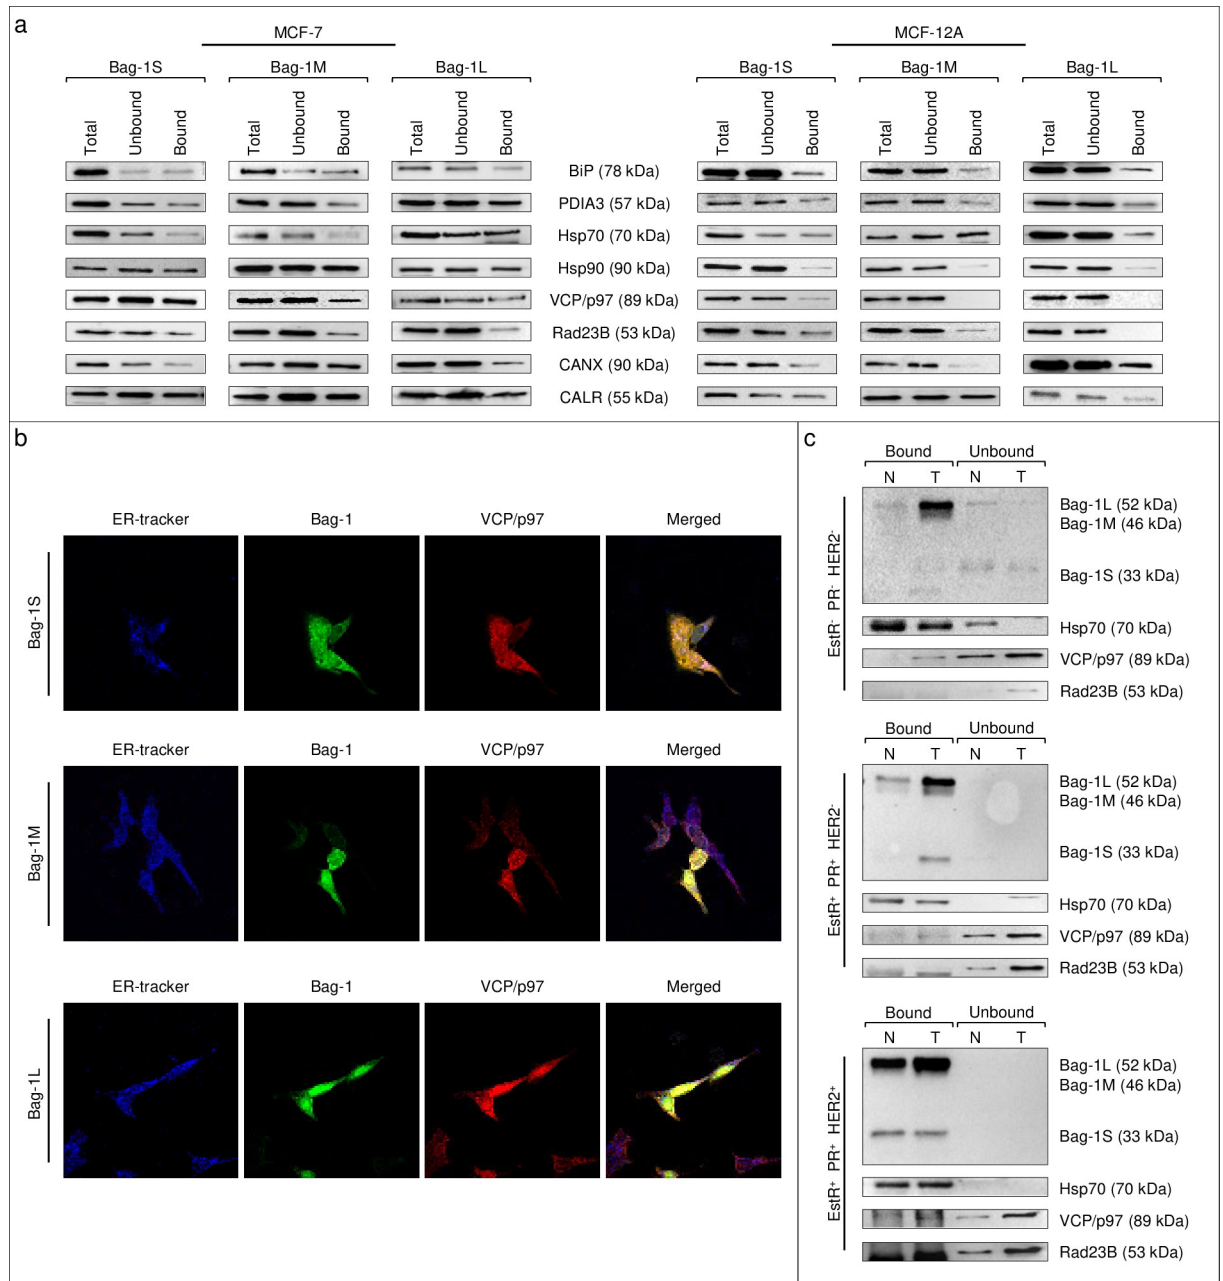 a
MCF-7
MCF-12A
Bag-1S Bag-1M Bag-1L Bag-1S Bag-1M Bag-1L
Total Unbound Bound Total Unbound Bound Total Unbound Bound Total Unbound Bound Total Unbound Bound Total Unbound Bound
BiP (78 kDa)
PDIA3 (57 kDa)
Hsp70 (70 kDa)
Hsp90 (90 kDa)
VCP/p97 (89 kDa)
Rad23B (53 kDa)
CANX (90 kDa)
CALR (55 kDa)
b
ER-tracker Bag-1 VCP/p97 Merged
Bag-1S
ER-tracker Bag-1 VCP/p97 Merged
Bag-1M
ER-tracker Bag-1 VCP/p97 Merged
Bag-1L
c
Bound Unbound
N T N T
EstR⁻ PR⁻ HER2⁻
Bag-1L (52 kDa)
Bag-1M (46 kDa)
Bag-1S (33 kDa)
Hsp70 (70 kDa)
VCP/p97 (89 kDa)
Rad23B (53 kDa)
Bound Unbound
N T N T
EstR⁺ PR⁺ HER2⁻
Bag-1L (52 kDa)
Bag-1M (46 kDa)
Bag-1S (33 kDa)
Hsp70 (70 kDa)
VCP/p97 (89 kDa)
Rad23B (53 kDa)
Bound Unbound
N T N T
EstR⁺ PR⁺ HER2⁺
Bag-1L (52 kDa)
Bag-1M (46 kDa)
Bag-1S (33 kDa)
Hsp70 (70 kDa)
VCP/p97 (89 kDa)
Rad23B (53 kDa)